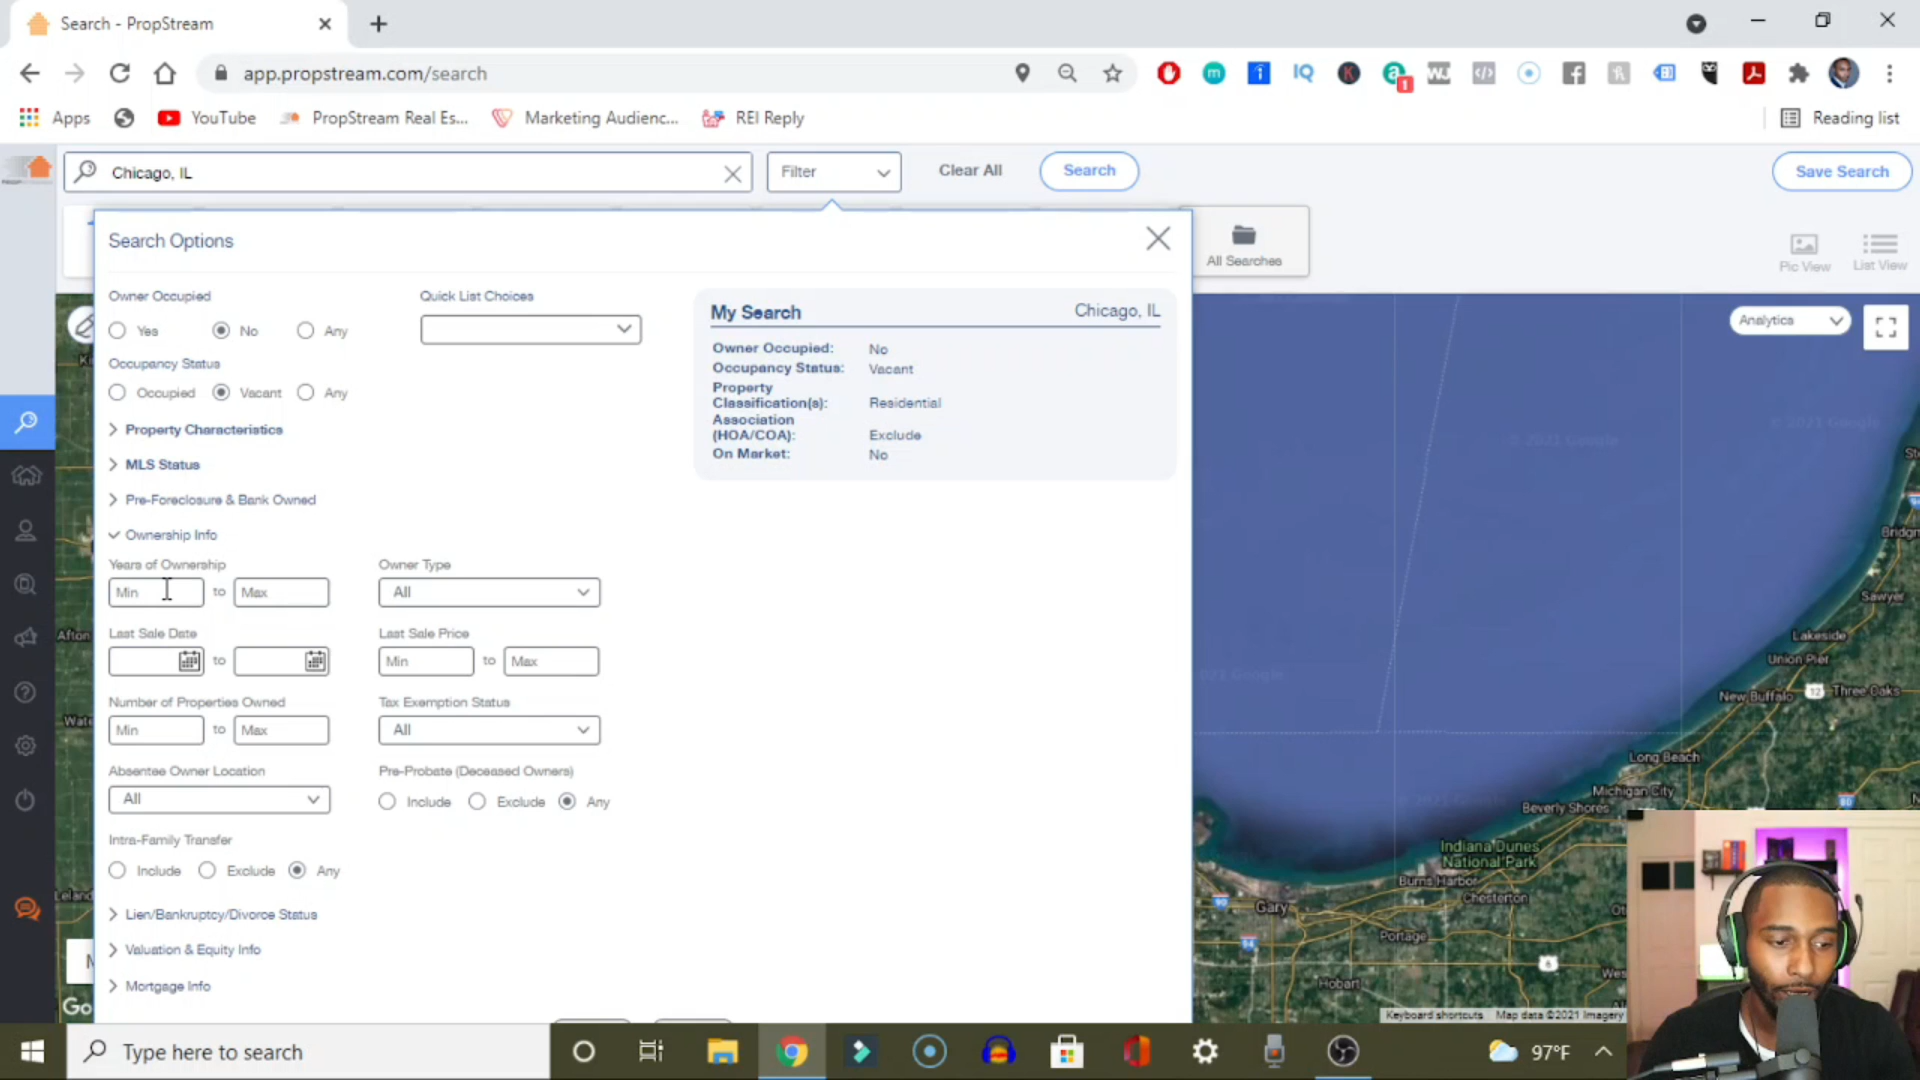 Search - PropStream
app.propstream.com/search
Apps
YouTube
PropStream Real Es...
Marketing Audienc...
REI Reply
Reading list
Chicago, IL
Filter
Clear All
Search
Save Search
Search Options
All Searches
Pic View
List View
Owner Occupied
Yes
No
Any
Quick List Choices
Occupancy Status
Occupied
Vacant
Any
My Search
Chicago, IL
Owner Occupied: No
Occupancy Status: Vacant
Property
Classification(s): Residential
Association
(HOA/COA): Exclude
On Market: No
Analytics
Property Characteristics
MLS Status
Pre-Foreclosure & Bank Owned
Ownership Info
Years of Ownership
Min to Max
Owner Type
All
Last Sale Date
to
Last Sale Price
Min to Max
Number of Properties Owned
Min to Max
Tax Exemption Status
All
Absentee Owner Location
All
Pre-Probate (Deceased Owners)
Include
Exclude
Any
Intra-Family Transfer
Include
Exclude
Any
Lien/Bankruptcy/Divorce Status
Valuation & Equity Info
Mortgage Info
Afton
Sawyer
Lakeside
Union Pier
New Buffalo
12
Three Oaks
Long Beach
Michigan City
Beverly Shores
Indiana Dunes
National Park
Burns Harbor
Chesterton
Gary
Portage
Hobart
90
94
80
6
Keyboard shortcuts
Map data ©2021 Imagery
Type here to search
97°F